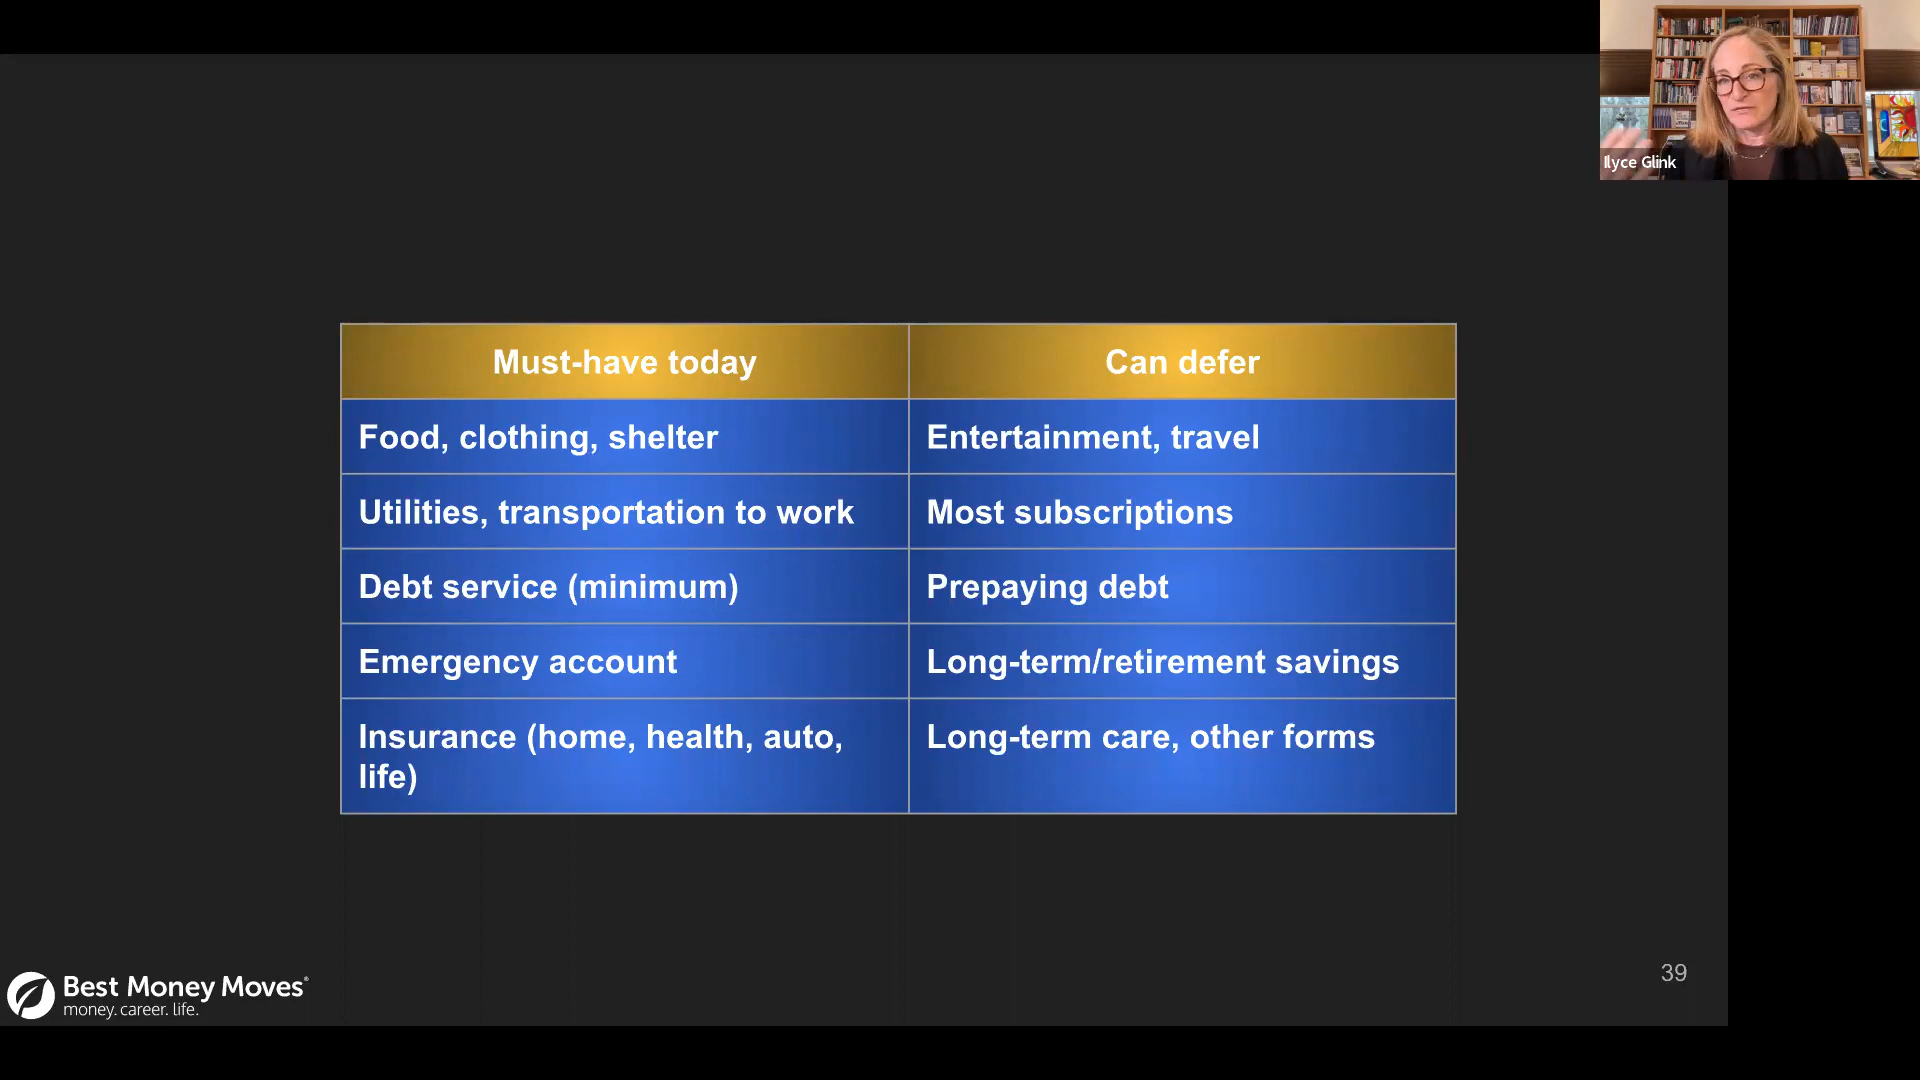 Ilyce Glink
Must-have today
Can defer
Food, clothing, shelter
Entertainment, travel
Utilities, transportation to work
Most subscriptions
Debt service (minimum)
Prepaying debt
Emergency account
Long-term/retirement savings
Insurance (home, health, auto,
life)
Long-term care, other forms
Best Money Moves®
money. career. life.
39